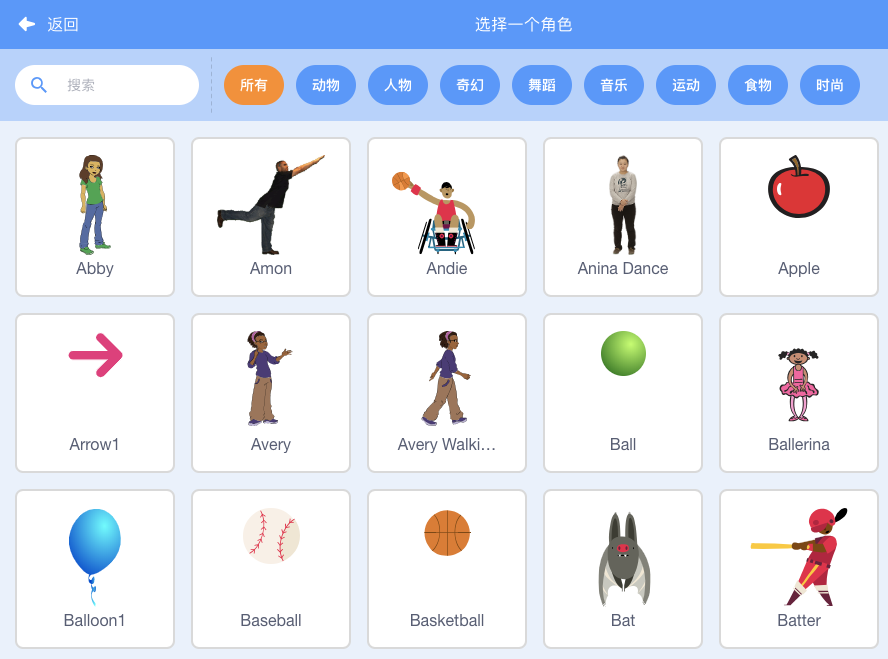 返回
选择一个角色
搜索
所有
动物
人物
奇幻
舞蹈
音乐
运动
食物
时尚
Abby
Amon
Andie
Anina Dance
Apple
Arrow1
Avery
Avery Walki...
Ball
Ballerina
Balloon1
Baseball
Basketball
Bat
Batter